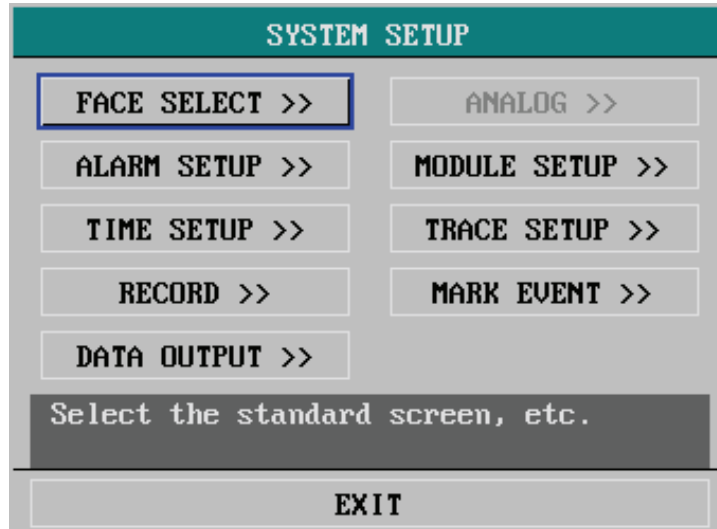 SYSTEM SETUP
FACE SELECT >>
ANALOG >>
ALARM SETUP >>
MODULE SETUP >>
TIME SETUP >>
TRACE SETUP >>
RECORD >>
MARK EVENT >>
DATA OUTPUT >>
Select the standard screen, etc.
EXIT